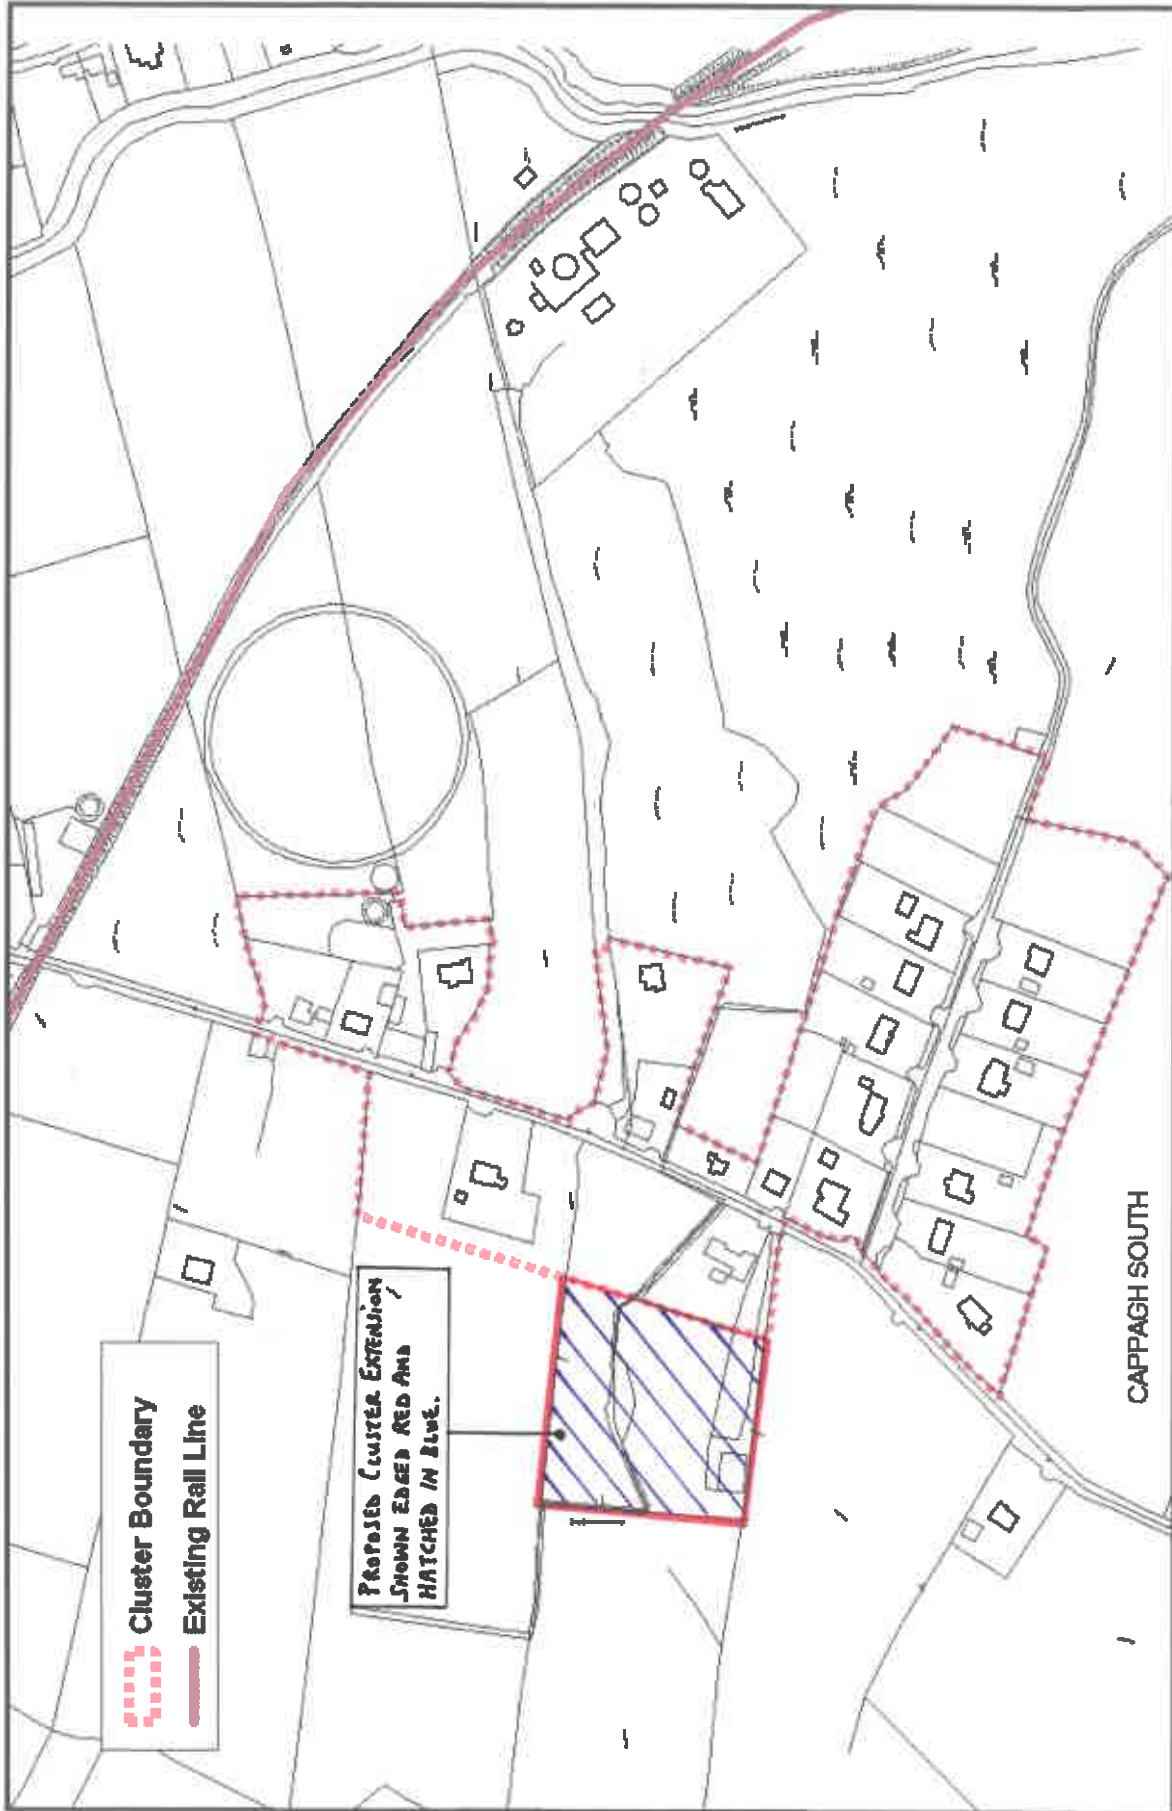 Cluster Boundary
Existing Rail Line
PROPOSED CLUSTER EXTENSION
SHOWN EDGED RED AND
HATCHED IN BLUE.
CAPPAGH SOUTH